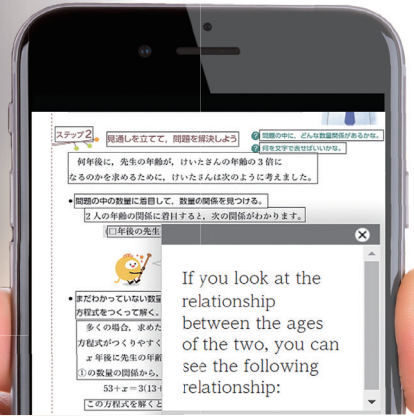 ステップ2
見通しを立てて，問題を解決しよう
? 問題の中に，どんな数量関係があるかな。
? 何を文字で表せばいいかな。
何年後に，先生の年齢が，けいたさんの年齢の3倍に
なるのかを求めるために，けいたさんは次のように考えました。
• 問題の中の数量に着目して，数量の関係を見つける。
2人の年齢の関係に着目すると，次の関係がわかります。
(□年後の先生
• まだわかっていない数量
方程式をつくって解く。
多くの場合，求めた
方程式がつくりやすく
x年後に先生の年齢
①の数量の関係から，
53+x=3(13+
この方程式を解くと
If you look at the
relationship
between the ages
of the two, you can
see the following
relationship: